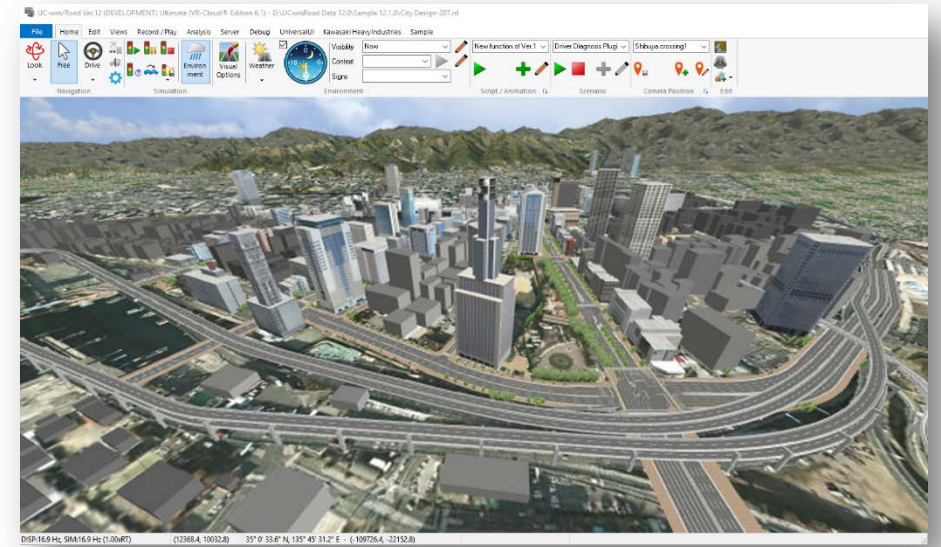 UC-win/Road Ver.12 (DEVELOPMENT) Ultimate [VR-Cloud® Edition 6.1) - D:\UCwinRoad Data 12.0\Sample 12.1.0\City Design-207.rd
File Home Edit Views Record / Play Analysis Server Debug UniversalUI Kawasaki Heavy Industries Sample
Look Free Drive Environ
ment Visual
Options Weather
Visibility Now
Context
Signs
New function of Ver.1 Driver Diagnosis Plugi Shibuya crossing1
Navigation Simulation Environment Script / Animation Scenario Camera Position Edit
DISP:16.9 Hz, SIM:16.9 Hz (1.00xRT) (12368.4, 10032.8) 35° 0' 33.6" N, 135° 45' 31.2" E - (-109726.4, -22152.8)